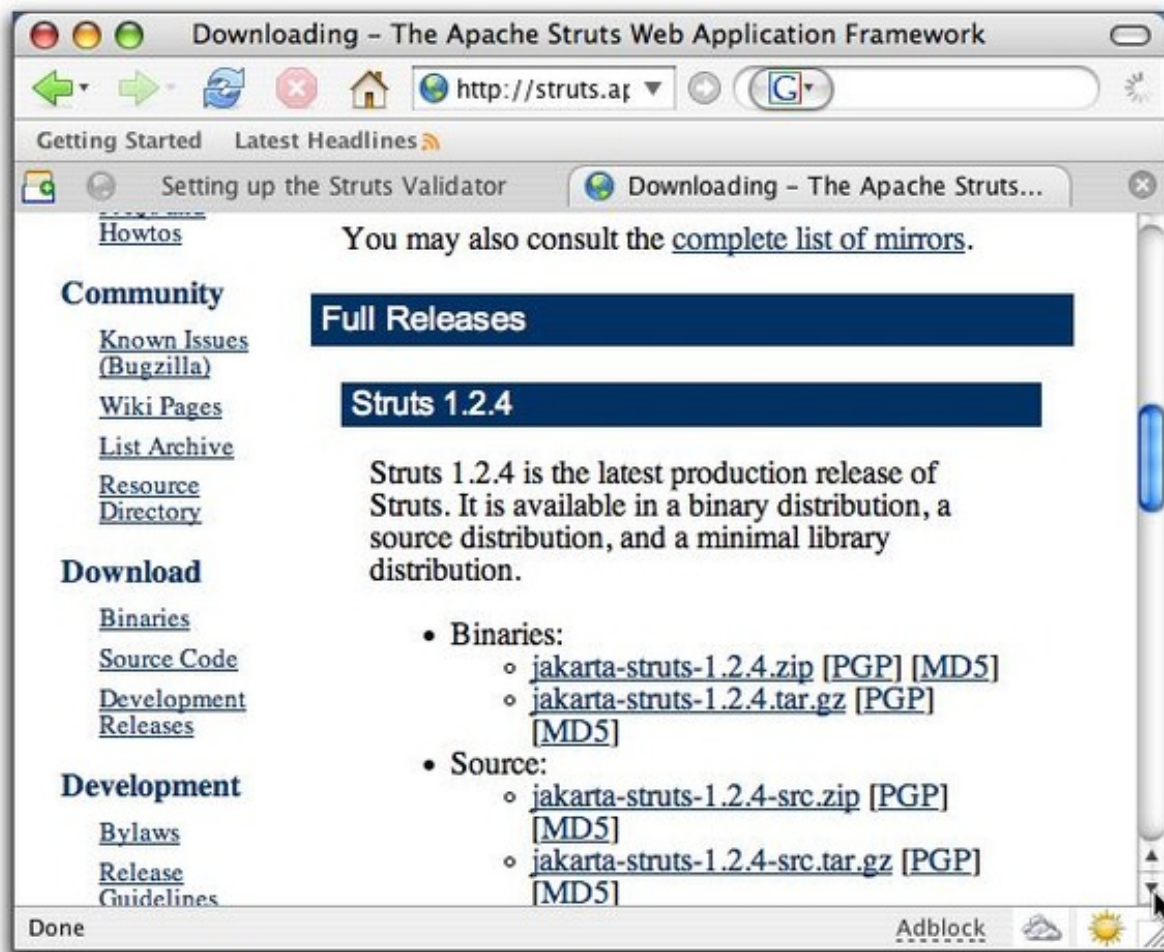 Downloading – The Apache Struts Web Application Framework
http://struts.ap
G
Getting Started Latest Headlines
Setting up the Struts Validator
Downloading – The Apache Struts...
Howtos
Community
Known Issues
(Bugzilla)
Wiki Pages
List Archive
Resource
Directory
Download
Binaries
Source Code
Development
Releases
Development
Bylaws
Release
Guidelines
You may also consult the complete list of mirrors.
Full Releases
Struts 1.2.4
Struts 1.2.4 is the latest production release of
Struts. It is available in a binary distribution, a
source distribution, and a minimal library
distribution.
• Binaries:
◦ jakarta-struts-1.2.4.zip [PGP] [MD5]
◦ jakarta-struts-1.2.4.tar.gz [PGP]
[MD5]
• Source:
◦ jakarta-struts-1.2.4-src.zip [PGP]
[MD5]
◦ jakarta-struts-1.2.4-src.tar.gz [PGP]
[MD5]
Done
Adblock